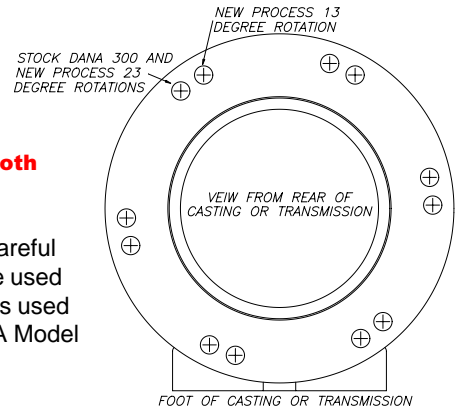 NEW PROCESS 13
DEGREE ROTATION
STOCK DANA 300 AND
NEW PROCESS 23
DEGREE ROTATIONS
oth
VEIW FROM REAR OF
CASTING OR TRANSMISSION
areful
e used
s used
A Model
FOOT OF CASTING OR TRANSMISSION